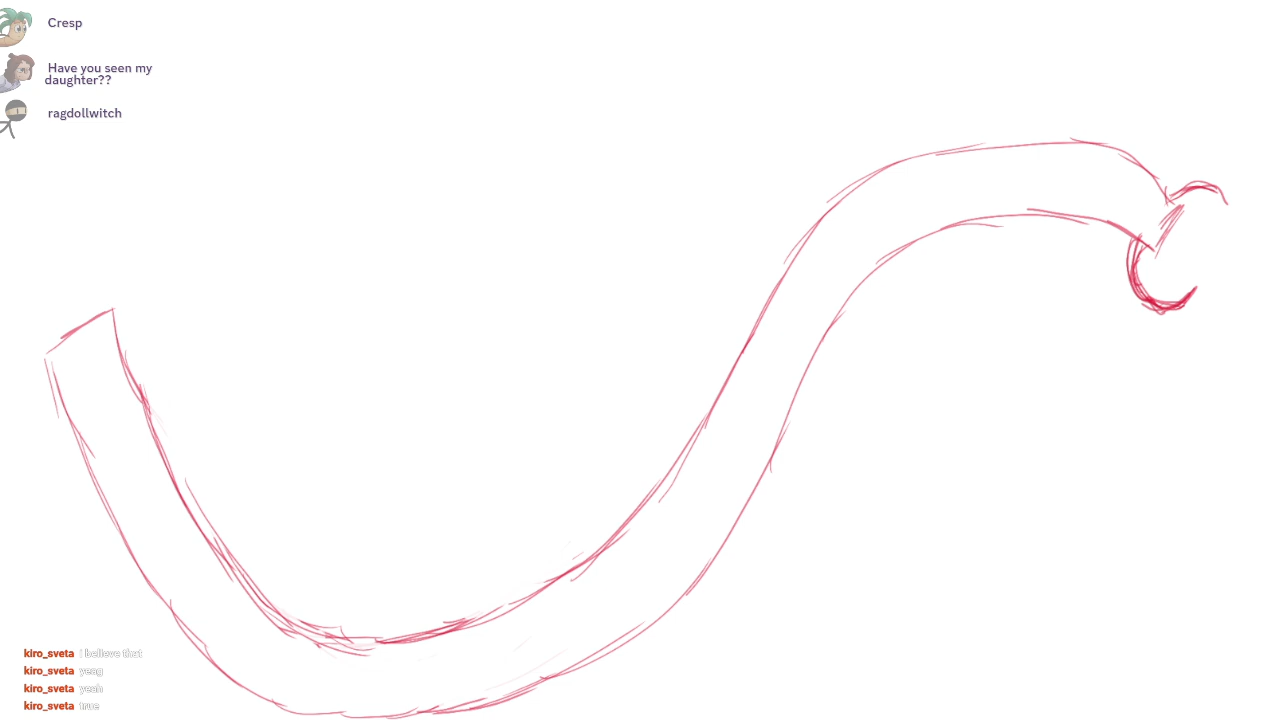 Cresp
Have you seen my
daughter??
ragdollwitch
kiro_sveta i believe that
kiro_sveta yeag
kiro_sveta yeah
kiro_sveta true